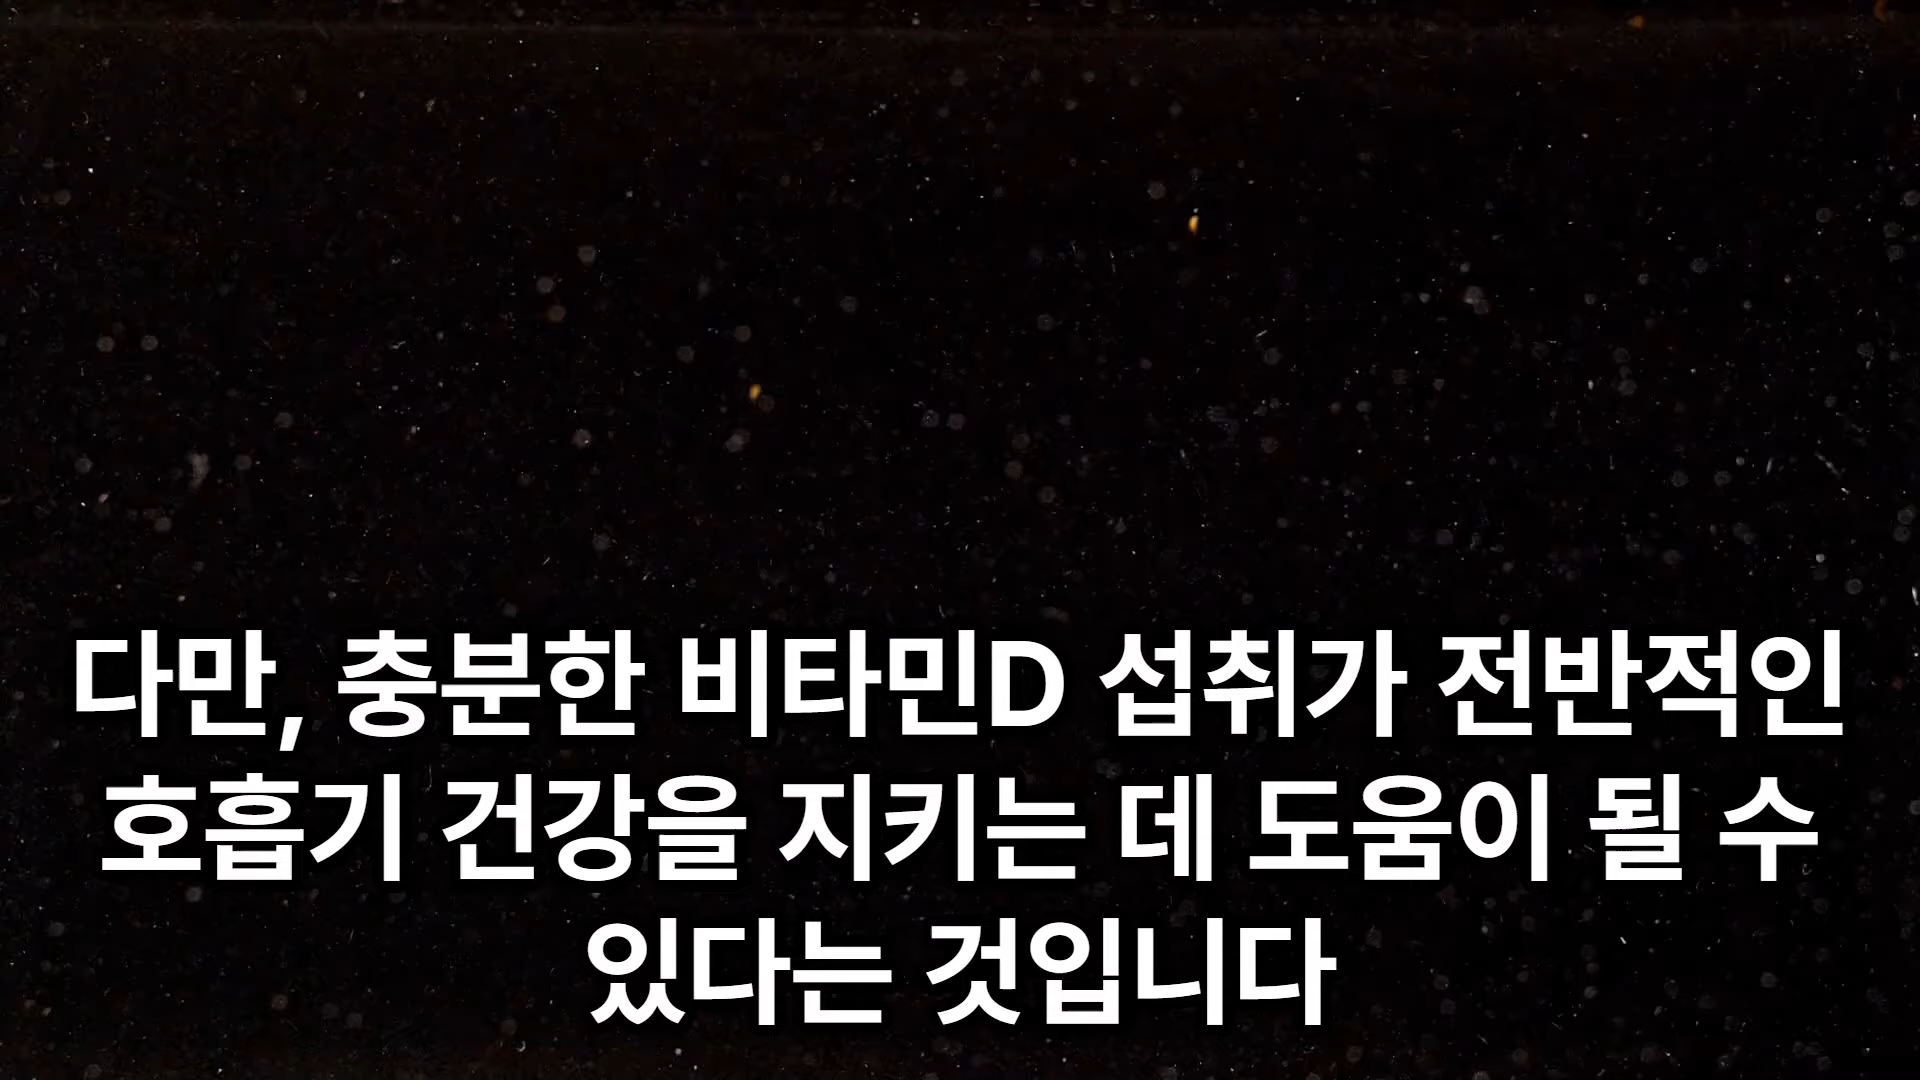 다만, 충분한 비타민D 섭취가 전반적인
호흡기 건강을 지키는 데 도움이 될 수
있다는 것입니다